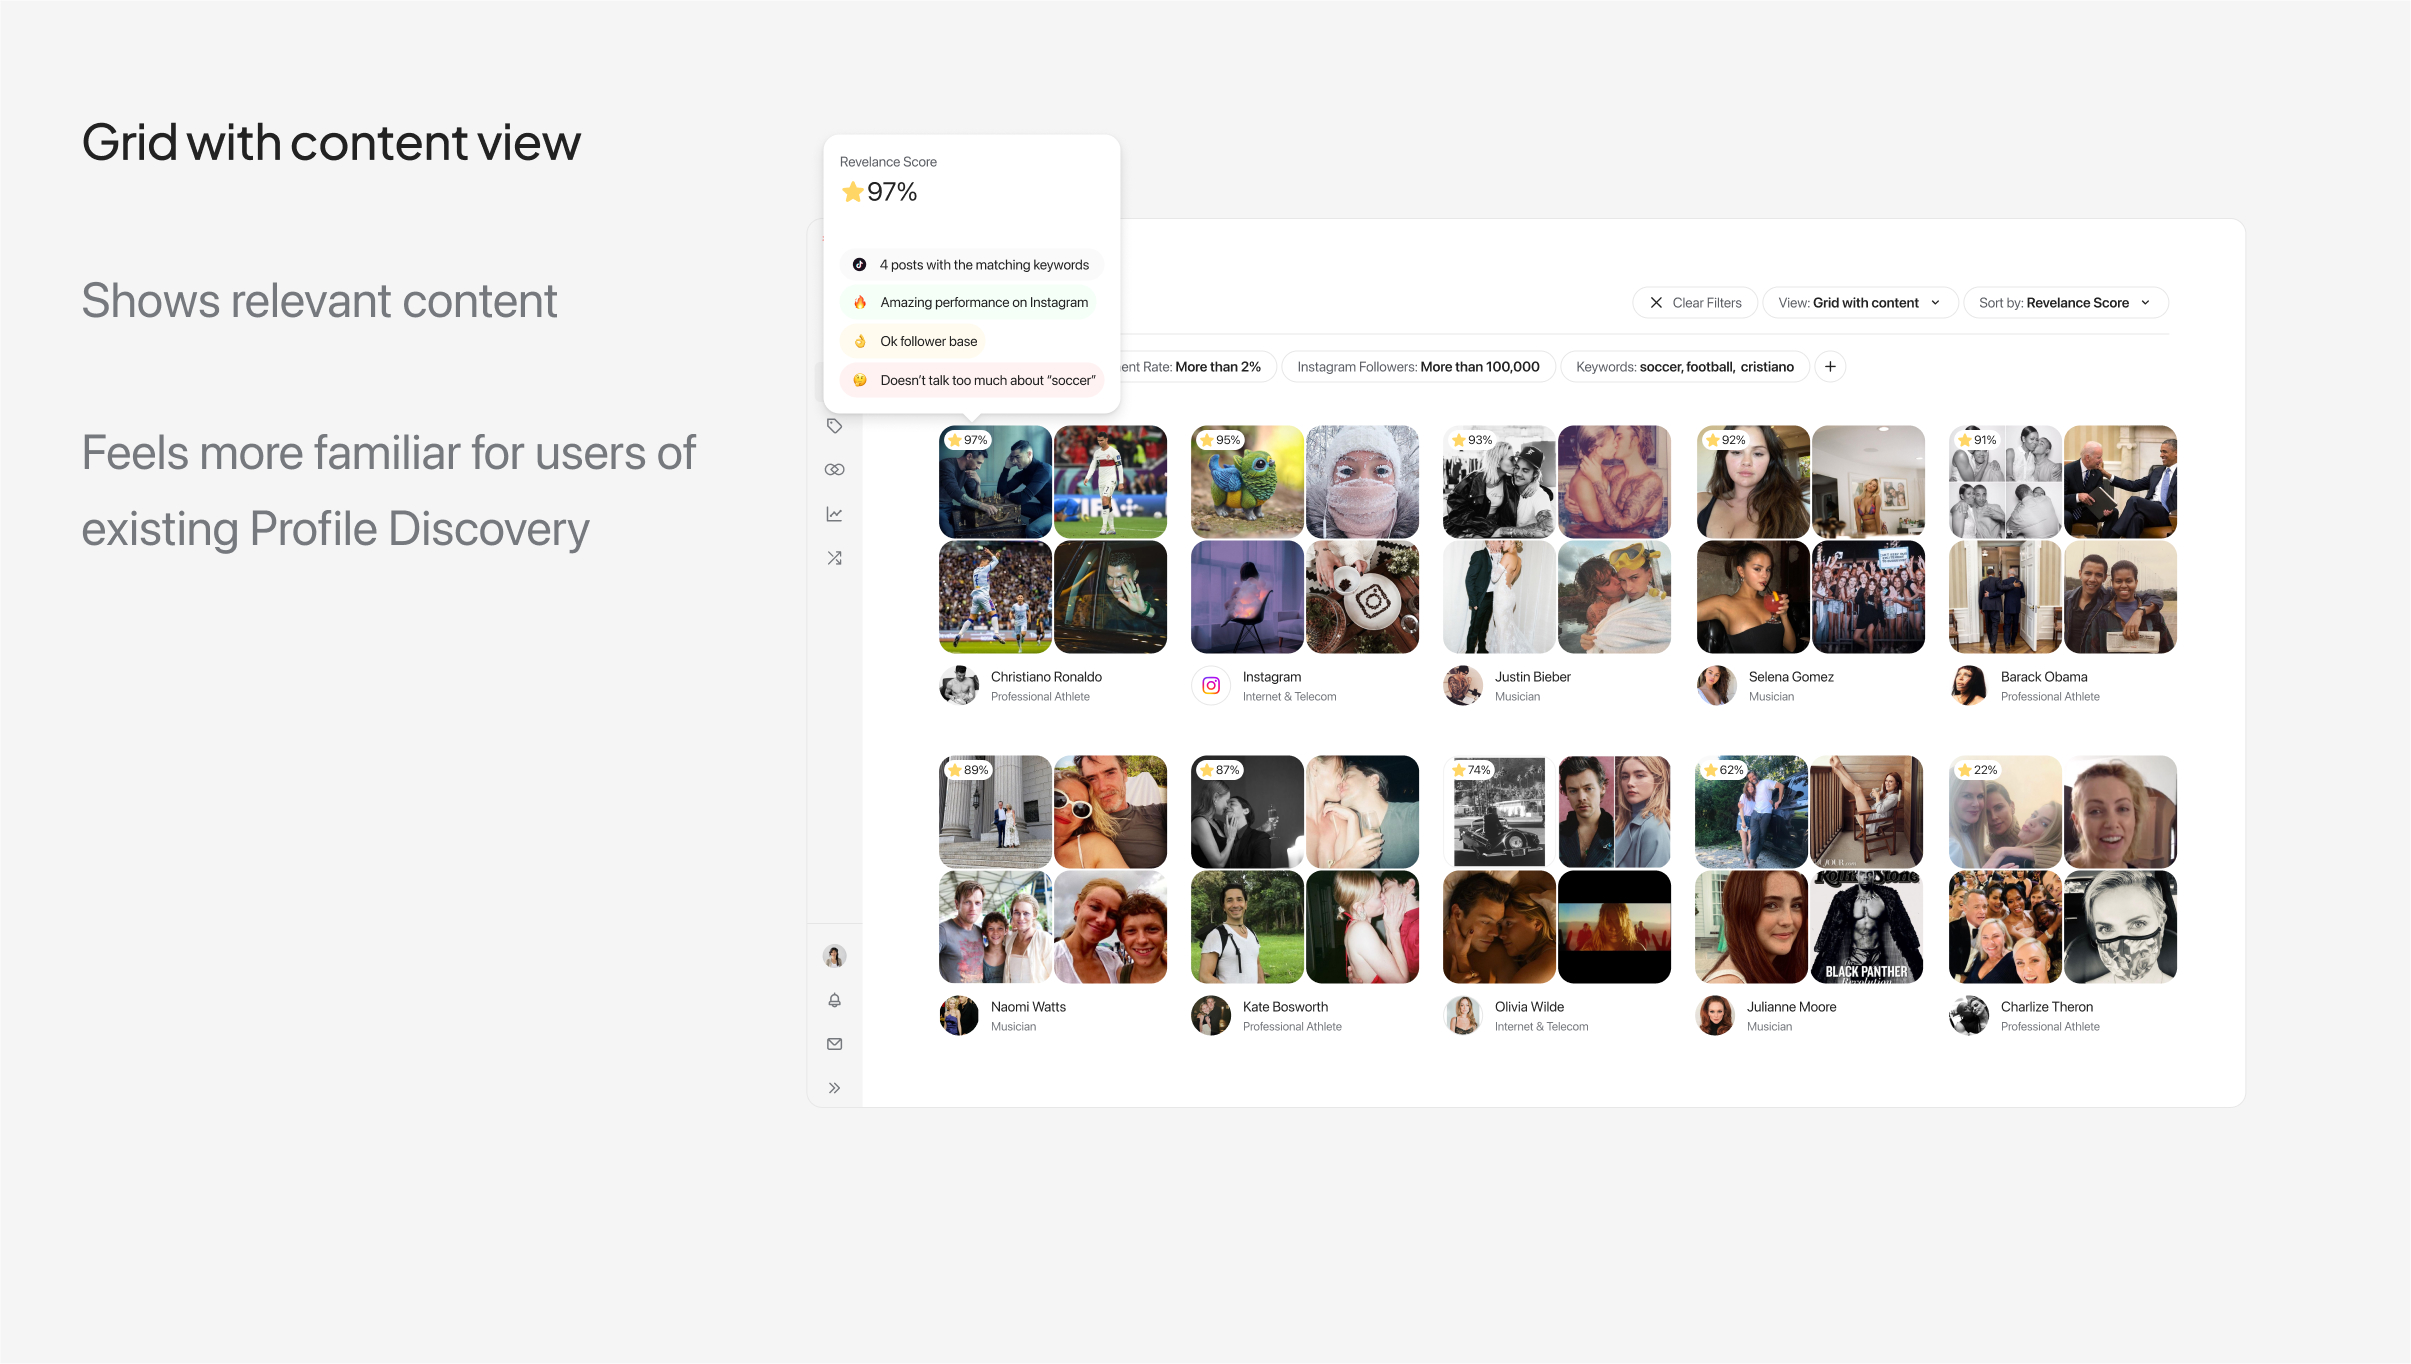 Grid with content view
Shows relevant content
Feels more familiar for users of
existing Profile Discovery
Revelance Score
97%
4 posts with the matching keywords
Amazing performance on Instagram
Ok follower base
Doesn’t talk too much about “soccer”
Clear Filters
View: Grid with content
Sort by: Revelance Score
ent Rate: More than 2%
Instagram Followers: More than 100,000
Keywords: soccer, football, cristiano
97%
95%
93%
92%
91%
Christiano Ronaldo
Professional Athlete
Instagram
Internet & Telecom
Justin Bieber
Musician
Selena Gomez
Musician
Barack Obama
Professional Athlete
89%
87%
74%
62%
22%
Rolling Stone
BLACK PANTHER
Revolution
Naomi Watts
Musician
Kate Bosworth
Professional Athlete
Olivia Wilde
Internet & Telecom
Julianne Moore
Musician
Charlize Theron
Professional Athlete